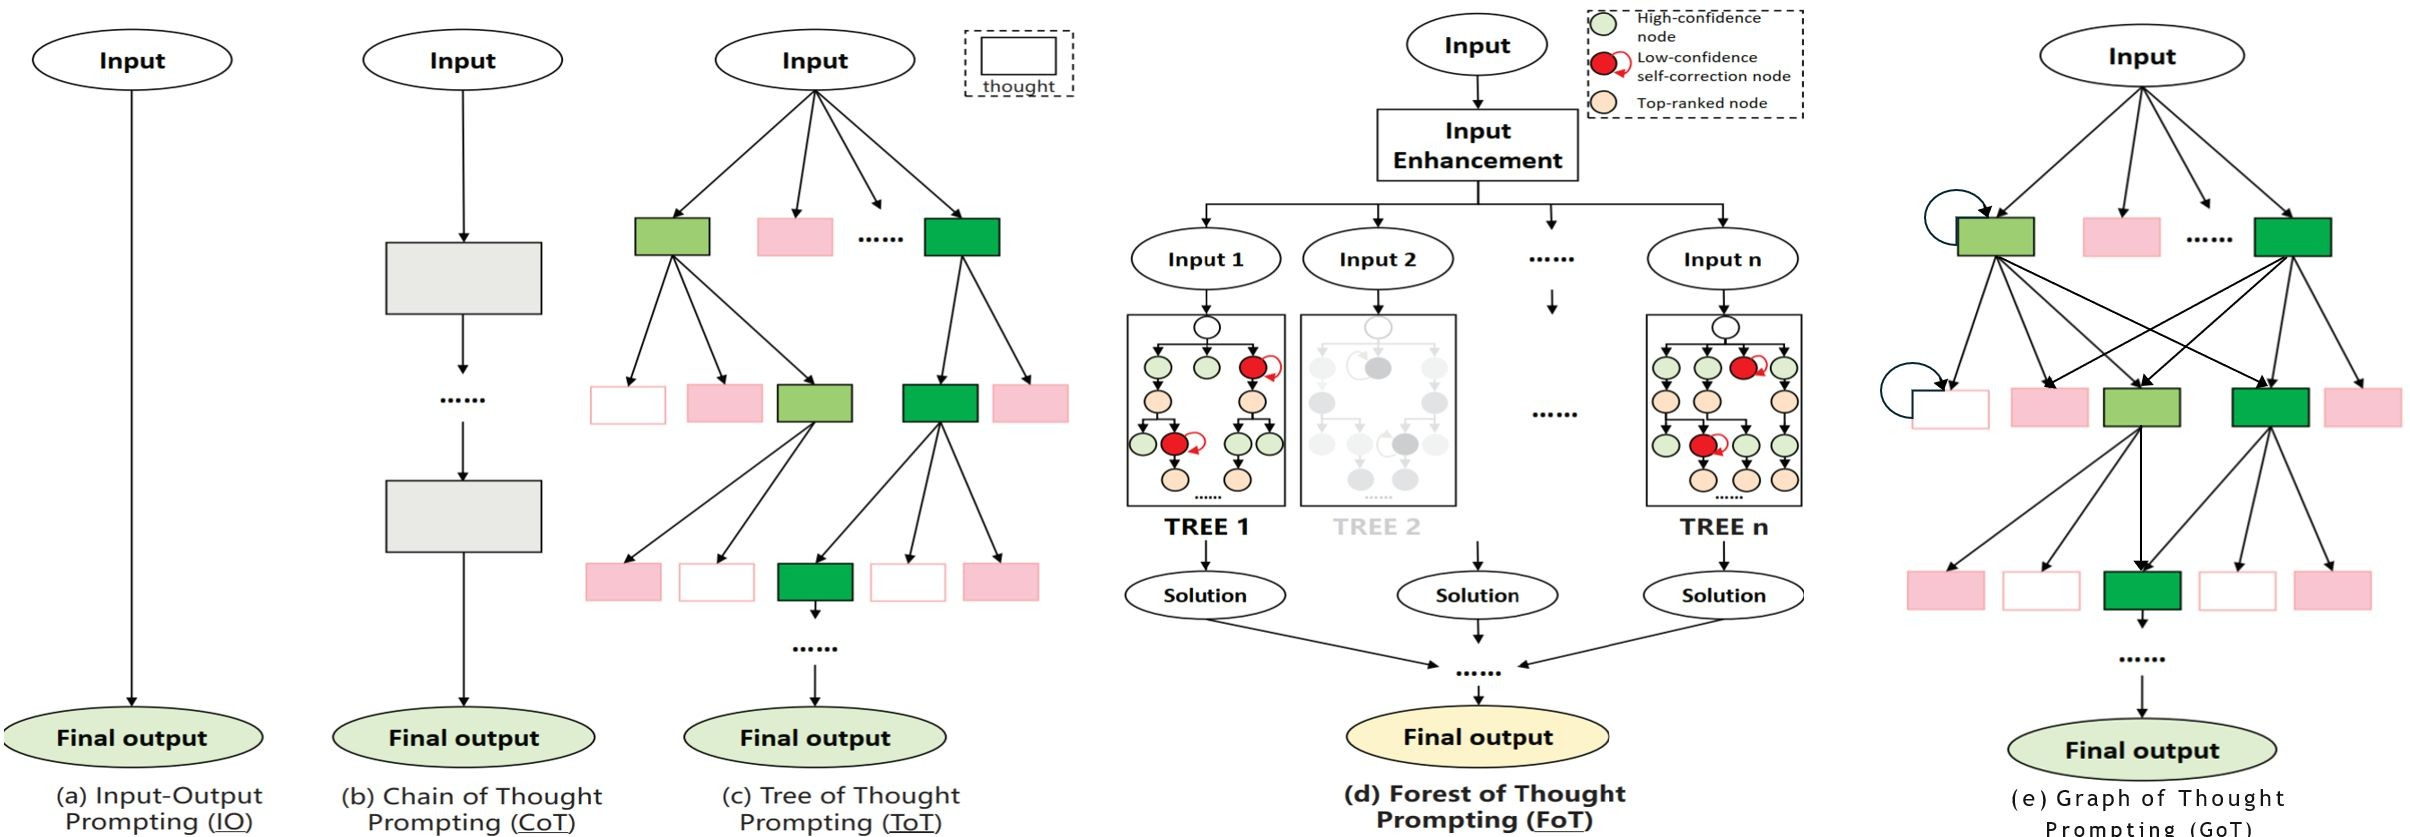 Input
Final output
(a) Input-Output
Prompting (IO)
Input
......
Final output
(b) Chain of Thought
Prompting (CoT)
Input
thought
......
......
Final output
(c) Tree of Thought
Prompting (ToT)
High-confidence
node
Low-confidence
self-correction node
Top-ranked node
Input
Input
Enhancement
Input 1
Input 2
......
Input n
......
......
......
......
TREE 1
TREE 2
TREE n
Solution
Solution
Solution
......
Final output
(d) Forest of Thought
Prompting (FoT)
Input
......
......
Final output
(e) Graph of Thought
Prompting (GoT)